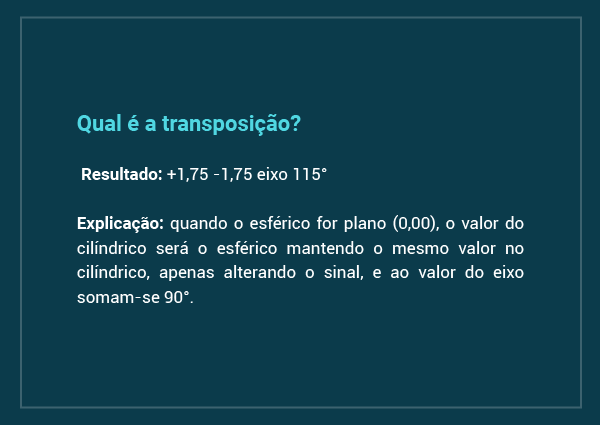 Qual é a transposição?
Resultado: +1,75 -1,75 eixo 115°
Explicação: quando o esférico for plano (0,00), o valor do
cilíndrico será o esférico mantendo o mesmo valor no
cilíndrico, apenas alterando o sinal, e ao valor do eixo
somam-se 90°.